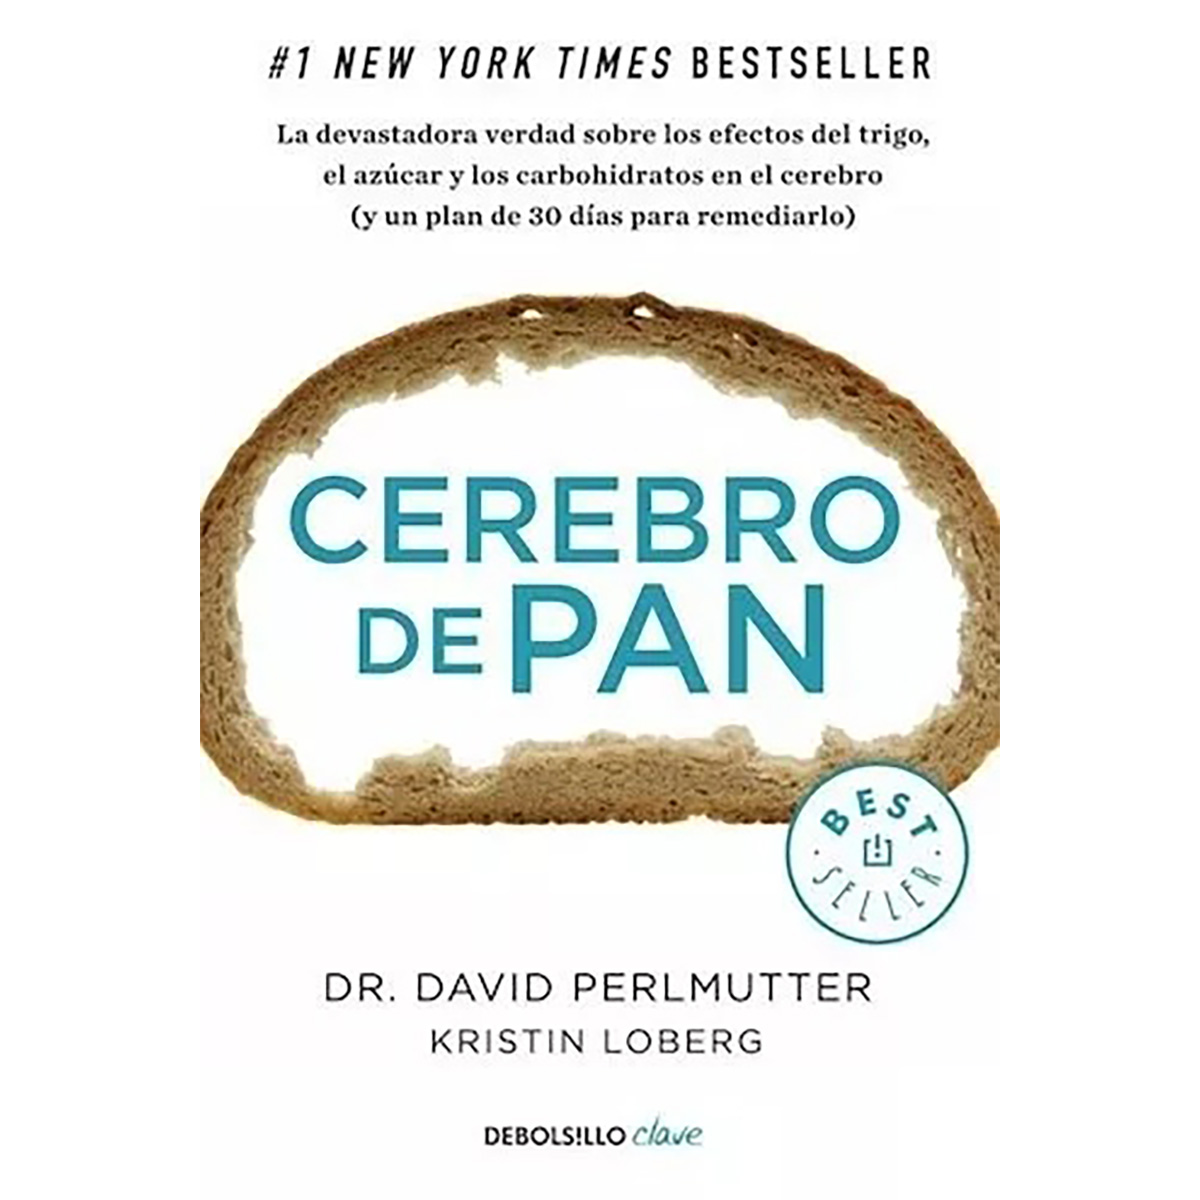 #1 NEW YORK TIMES BESTSELLER
La devastadora verdad sobre los efectos del trigo,
el azúcar y los carbohidratos en el cerebro
(y un plan de 30 días para remediarlo)
CEREBRO
DE PAN
BEST
SELLER
DR. DAVID PERLMUTTER
KRISTIN LOBERG
DEBOLS!LLO clave